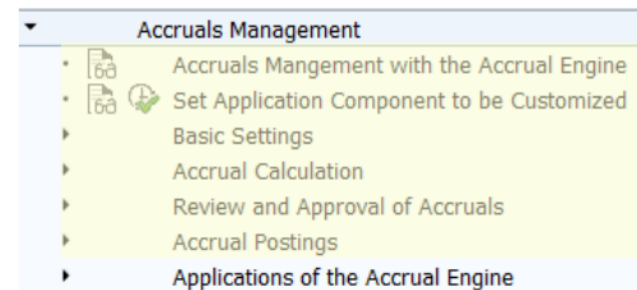 Accruals Management
Accruals Mangement with the Accrual Engine
Set Application Component to be Customized
Basic Settings
Accrual Calculation
Review and Approval of Accruals
Accrual Postings
Applications of the Accrual Engine